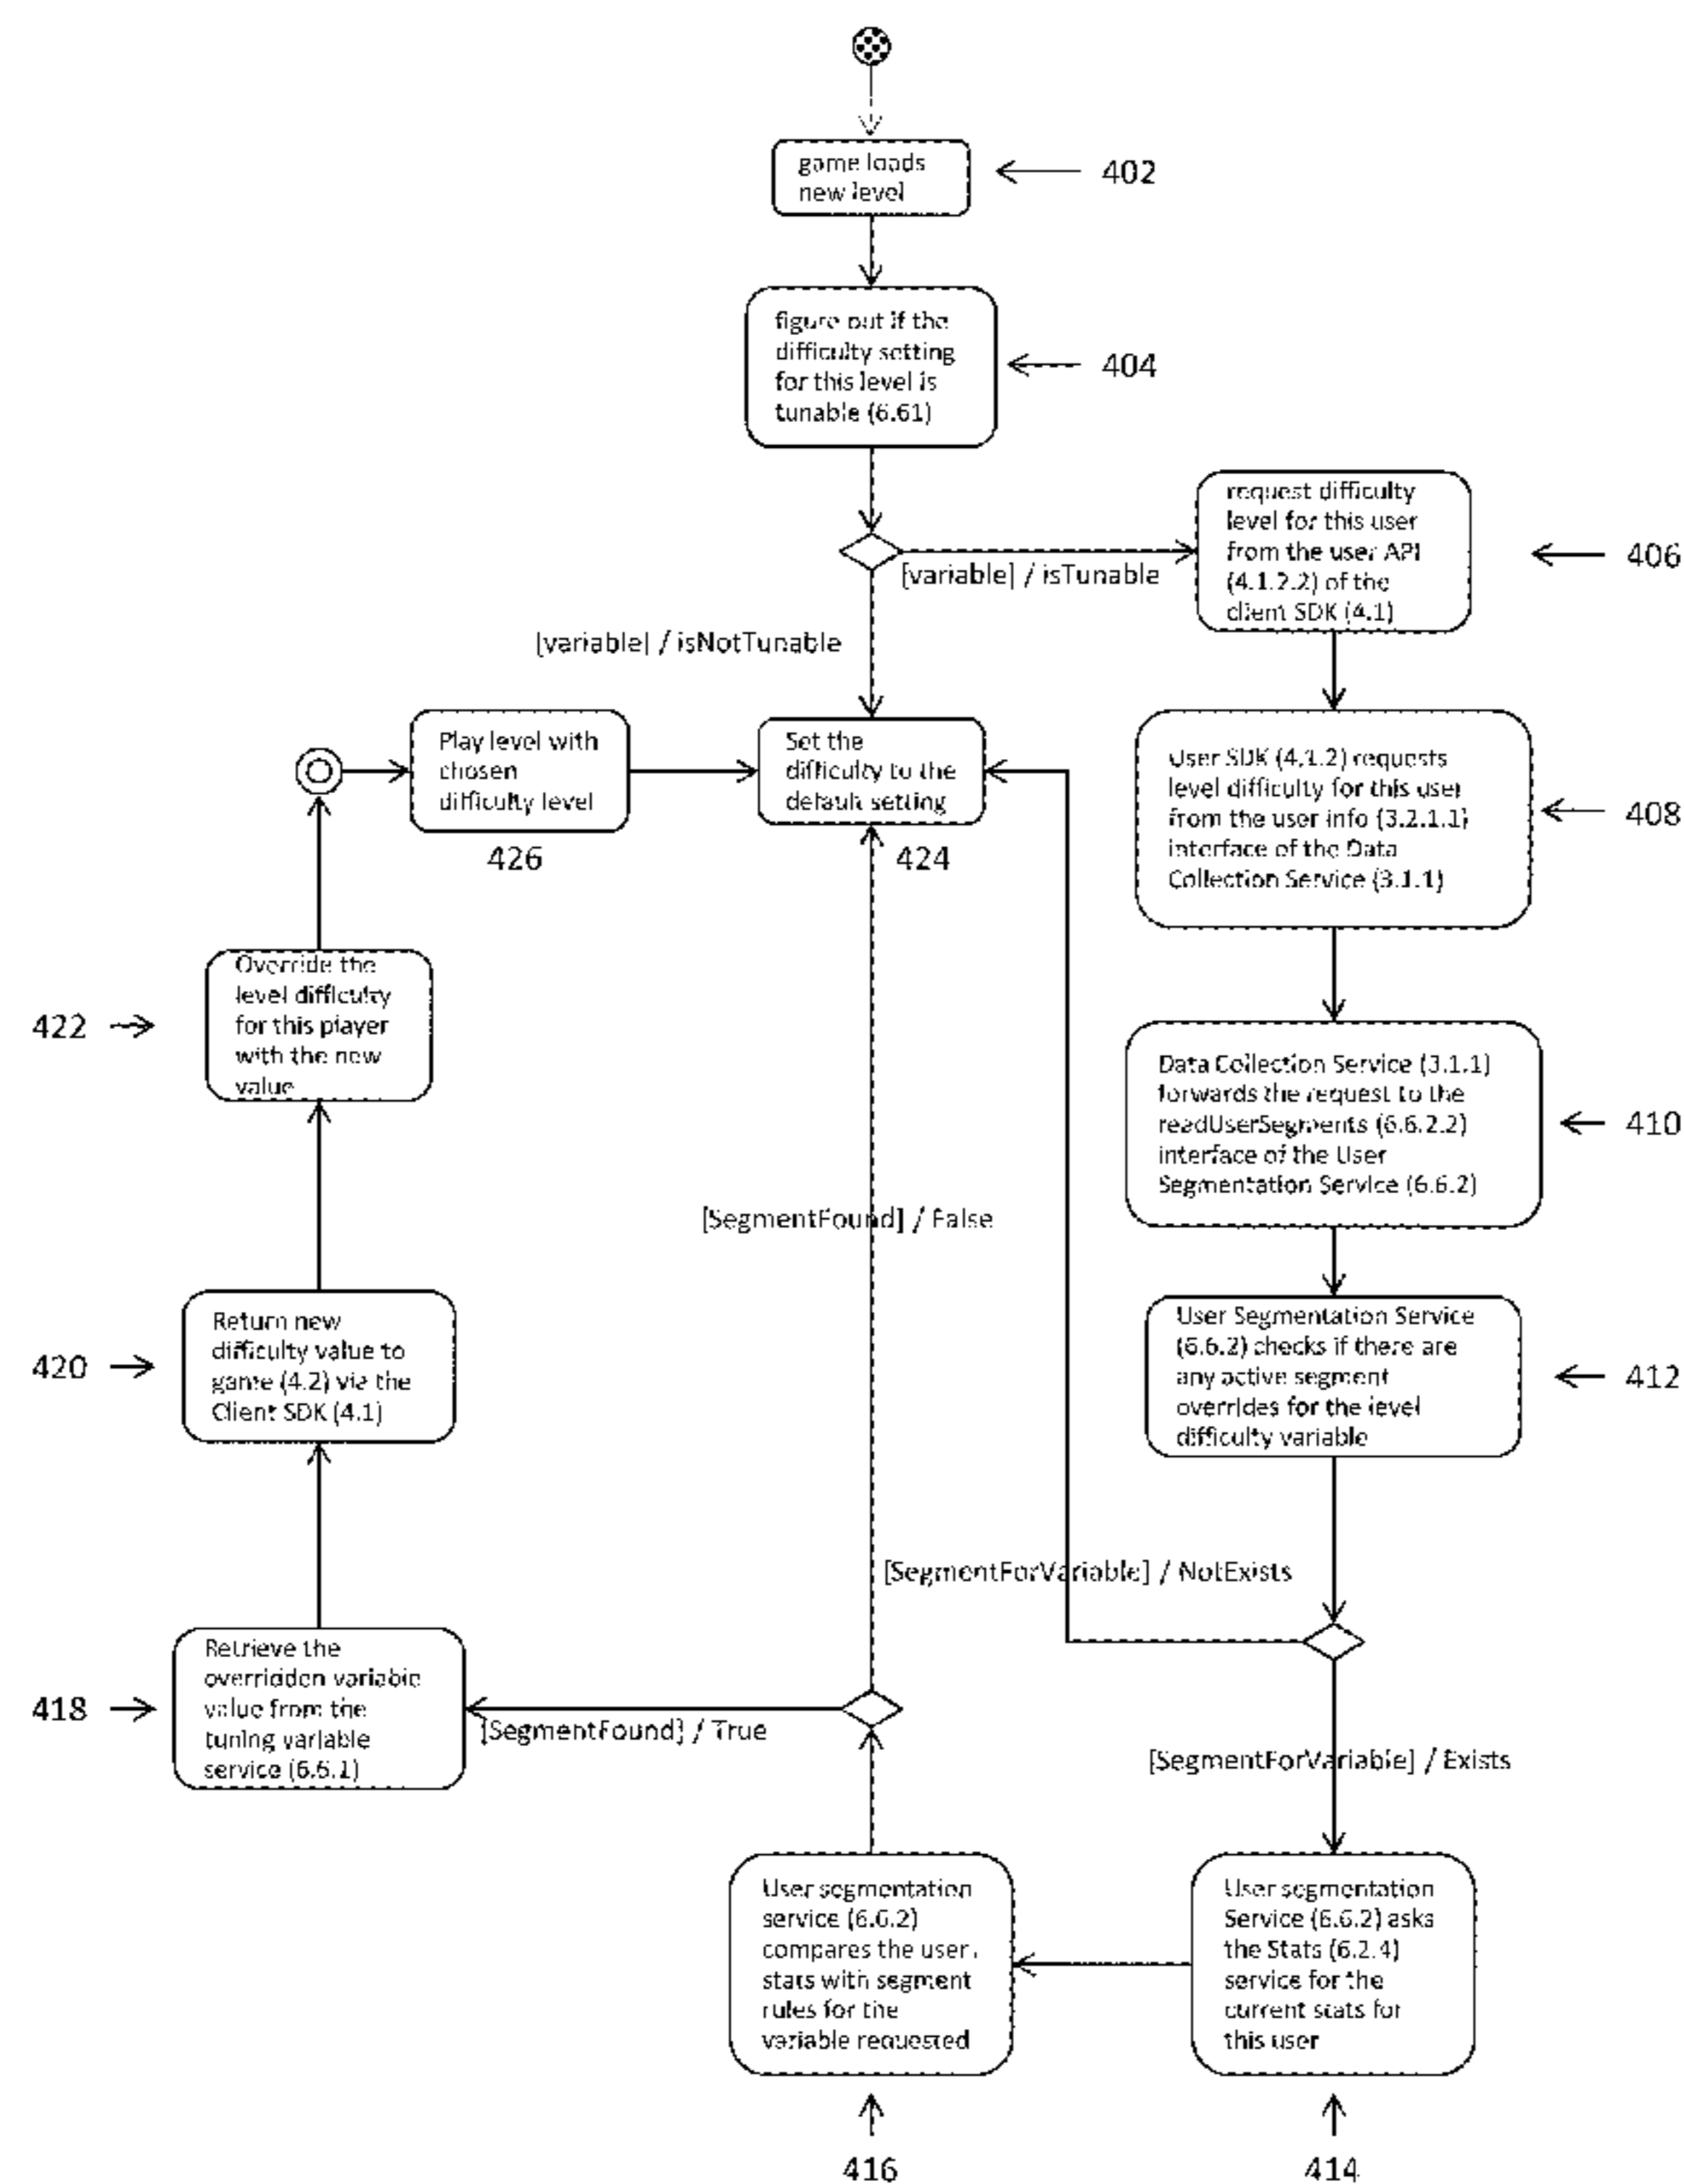 game loads
new level
402
figure out if the
difficulty setting
for this level is
tunable (6.61)
404
[variable] / isTunable
request difficulty
level for this user
from the user API
(4.1.2.2) of the
client SDK (4.1)
406
[variable] / isNotTunable
Play level with
chosen
difficulty level
426
Set the
difficulty to the
default setting
424
User SDK (4.1.2) requests
level difficulty for this user
from the user info (3.2.1.1)
interface of the Data
Collection Service (3.1.1)
408
Override the
level difficulty
for this player
with the new
value
422
Data Collection Service (3.1.1)
forwards the request to the
readUserSegments (6.6.2.2)
interface of the User
Segmentation Service (6.6.2)
410
[SegmentFound] / False
Return new
difficulty value to
game (4.2) via the
Client SDK (4.1)
420
User Segmentation Service
(6.6.2) checks if there are
any active segment
overrides for the level
difficulty variable
412
[SegmentForVariable] / NotExists
Retrieve the
overridden variable
value from the
tuning variable
service (6.6.1)
418
[SegmentFound] / True
[SegmentForVariable] / Exists
User segmentation
service (6.6.2)
compares the user
stats with segment
rules for the
variable requested
416
User segmentation
Service (6.6.2) asks
the Stats (6.2.4)
service for the
current stats for
this user
414